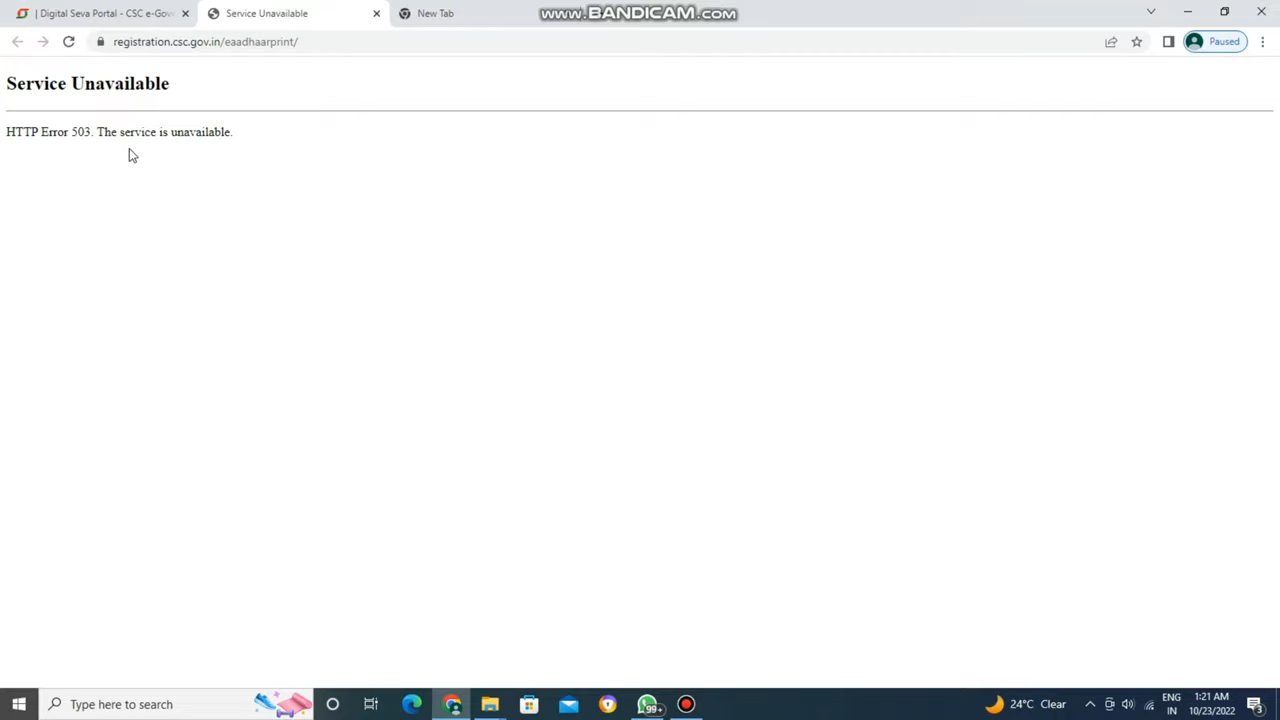 | Digital Seva Portal - CSC e-Gov
Service Unavailable
New Tab
www.BANDICAM.com
registration.csc.gov.in/eaadhaarprint/
Paused
Service Unavailable
HTTP Error 503. The service is unavailable.
Type here to search
99+
24°C Clear
ENG
IN
1:21 AM
10/23/2022
3